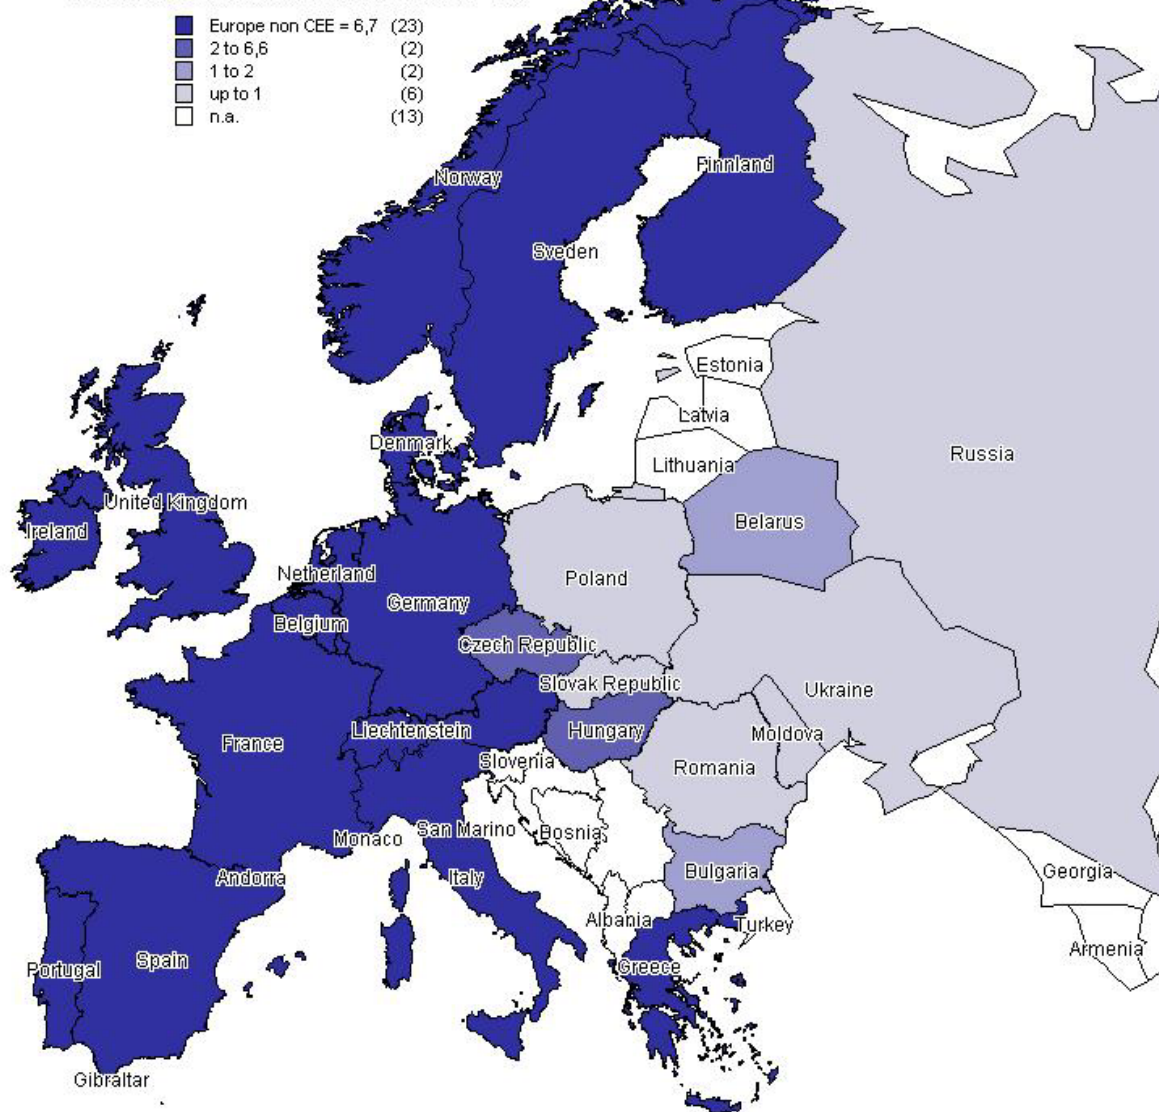 Europe non CEE = 6,7 (23)
2 to 6,6 (2)
1 to 2 (2)
up to 1 (6)
n.a. (13)
Finnland
Norway
Sveden
Estonia
Latvia
Denmark
Russia
Lithuania
United Kingdom
Belarus
Ireland
Netherland
Poland
Germany
Belgium
Czech Republic
Slovak Republic
Ukraine
Liechtenstein
Hungary
Moldova
France
Slovenia
Romania
San Marino
Bosnia
Monaco
Georgia
Bulgaria
Andorra
Italy
Albania
Turkey
Armenia
Spain
Greece
Portugal
Gibraltar